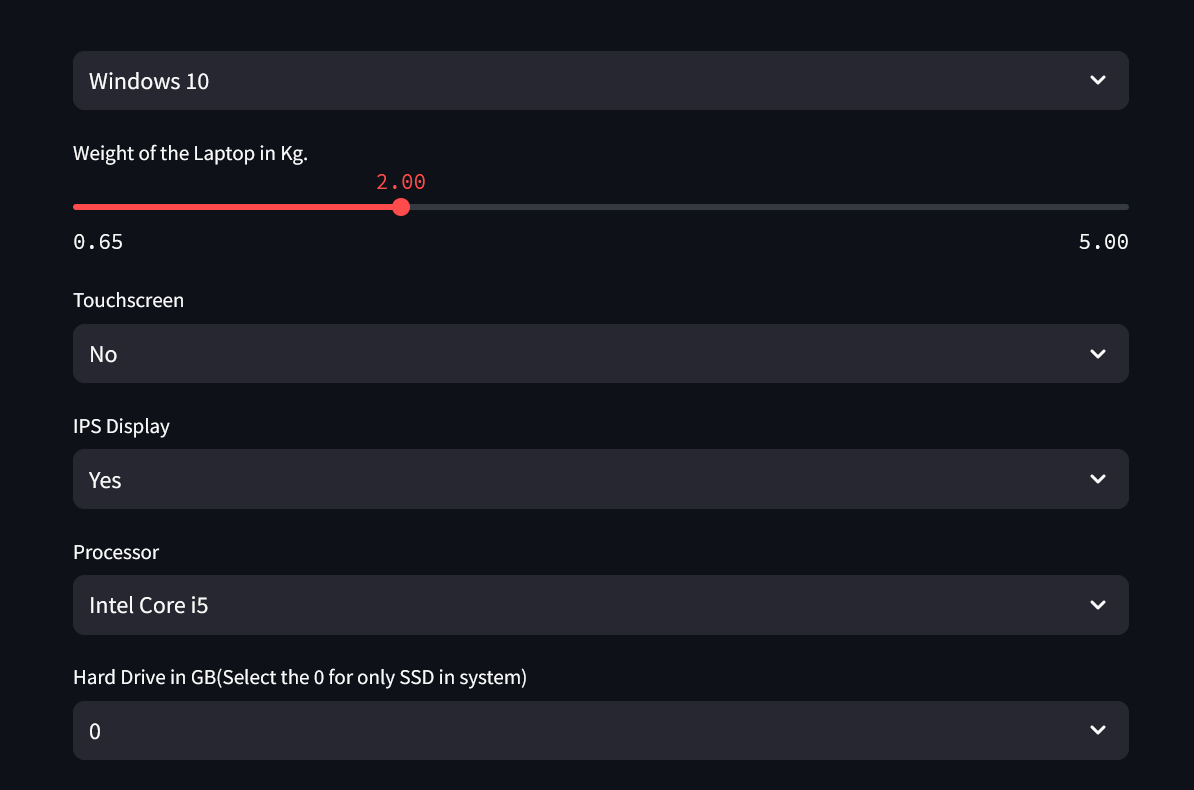 Windows 10
Weight of the Laptop in Kg.
2.00
0.65 5.00
Touchscreen
No
IPS Display
Yes
Processor
Intel Core i5
Hard Drive in GB(Select the 0 for only SSD in system)
0